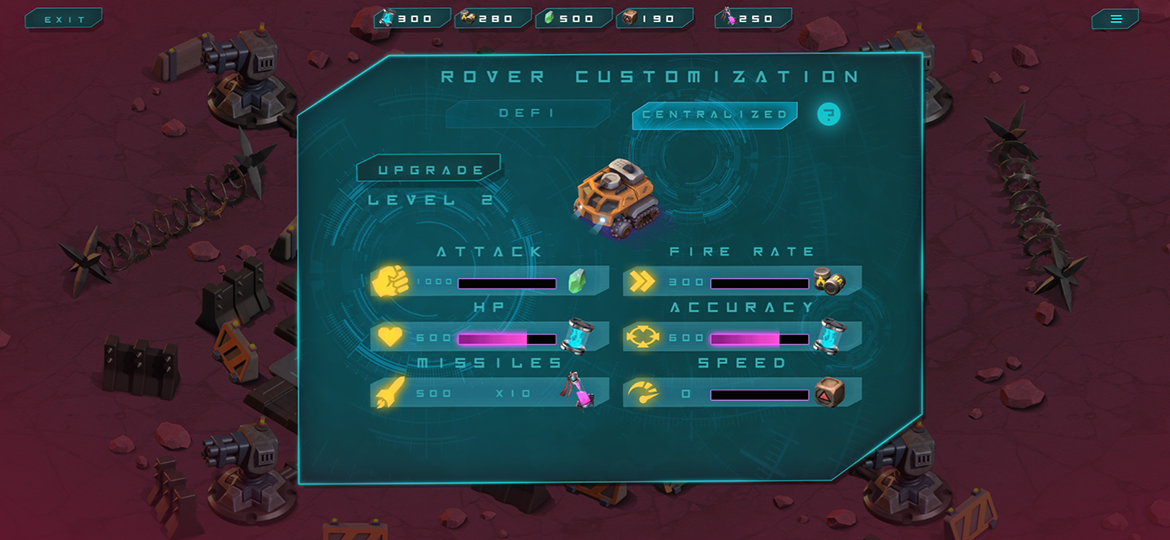 EXIT
300 280 500 190 250
ROVER CUSTOMIZATION
DEFI CENTRALIZED ?
UPGRADE
LEVEL 2
ATTACK FIRE RATE
1000 300
HP ACCURACY
600 600
MISSILES SPEED
500 X10 0